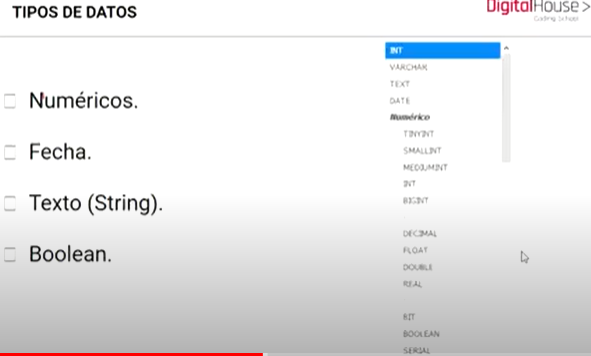 TIPOS DE DATOS
DigitalHouse >
Coding School
Numéricos.
Fecha.
Texto (String).
Boolean.
INT
VARCHAR
TEXT
DATE
Numérico
TINYINT
SMALLINT
MEDIUMINT
INT
BIGINT
DECIMAL
FLOAT
DOUBLE
REAL
BIT
BOOLEAN
SERIAL